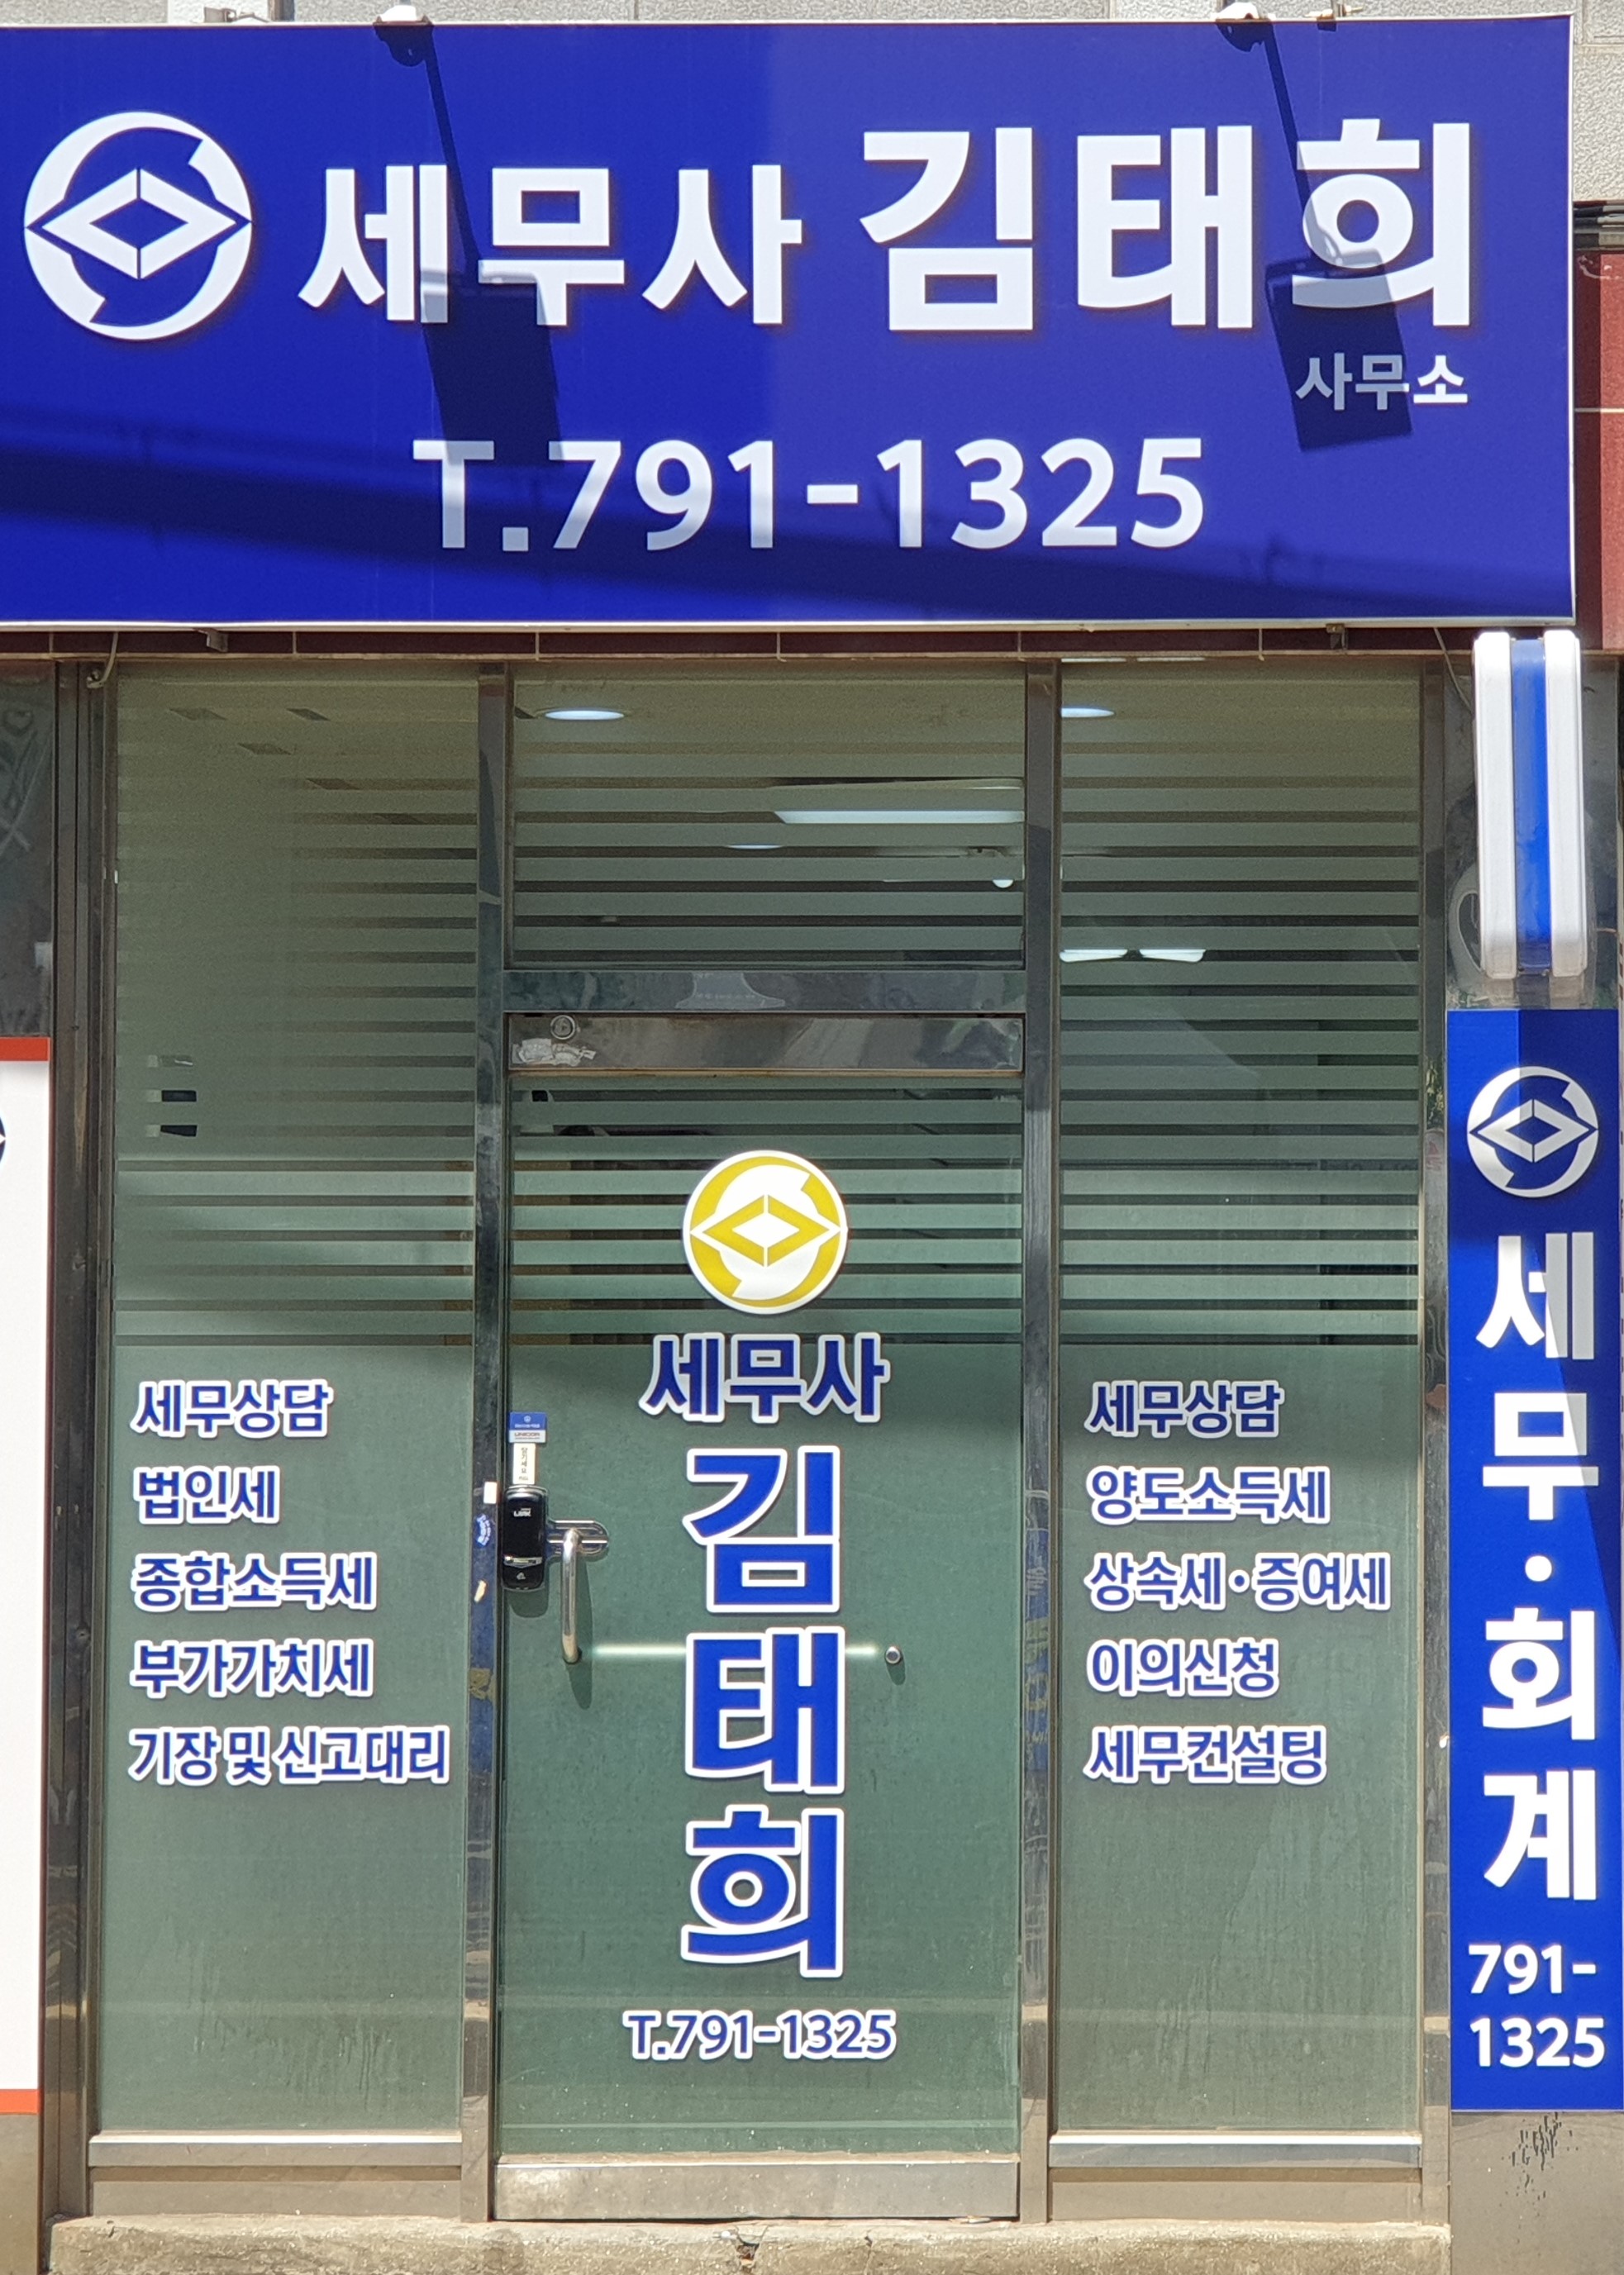 세무사 김태희
사무소
T.791-1325
세무사
김
태
희
T.791-1325
세무상담
법인세
종합소득세
부가가치세
기장 및 신고대리
세무상담
양도소득세
상속세·증여세
이의신청
세무컨설팅
세
무
·
회
계
791-
1325